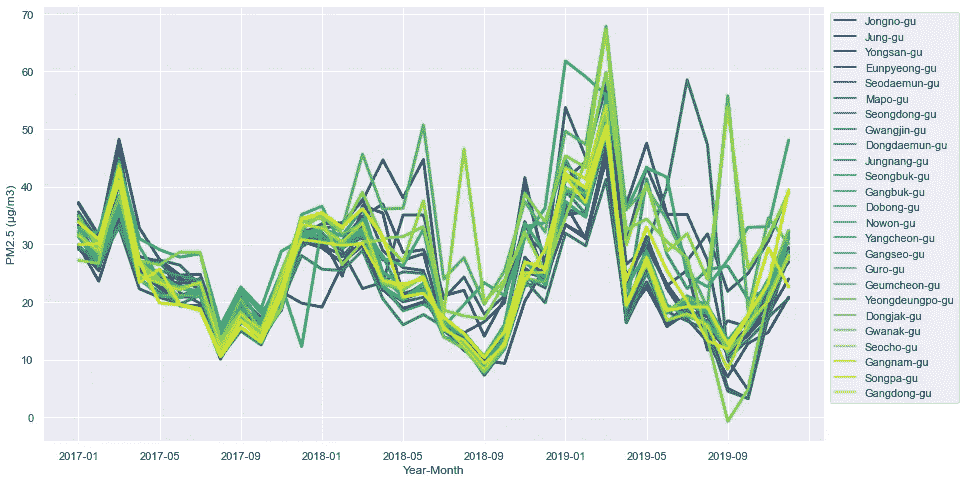 70
60
50
40
30
20
10
0
PM2.5 (μg/m3)
2017-01
2017-05
2017-09
2018-01
2018-05
2018-09
2019-01
2019-05
2019-09
Year-Month
Jongno-gu
Jung-gu
Yongsan-gu
Eunpyeong-gu
Seodaemun-gu
Mapo-gu
Seongdong-gu
Gwangjin-gu
Dongdaemun-gu
Jungnang-gu
Seongbuk-gu
Gangbuk-gu
Dobong-gu
Nowon-gu
Yangcheon-gu
Gangseo-gu
Guro-gu
Geumcheon-gu
Yeongdeungpo-gu
Dongjak-gu
Gwanak-gu
Seocho-gu
Gangnam-gu
Songpa-gu
Gangdong-gu